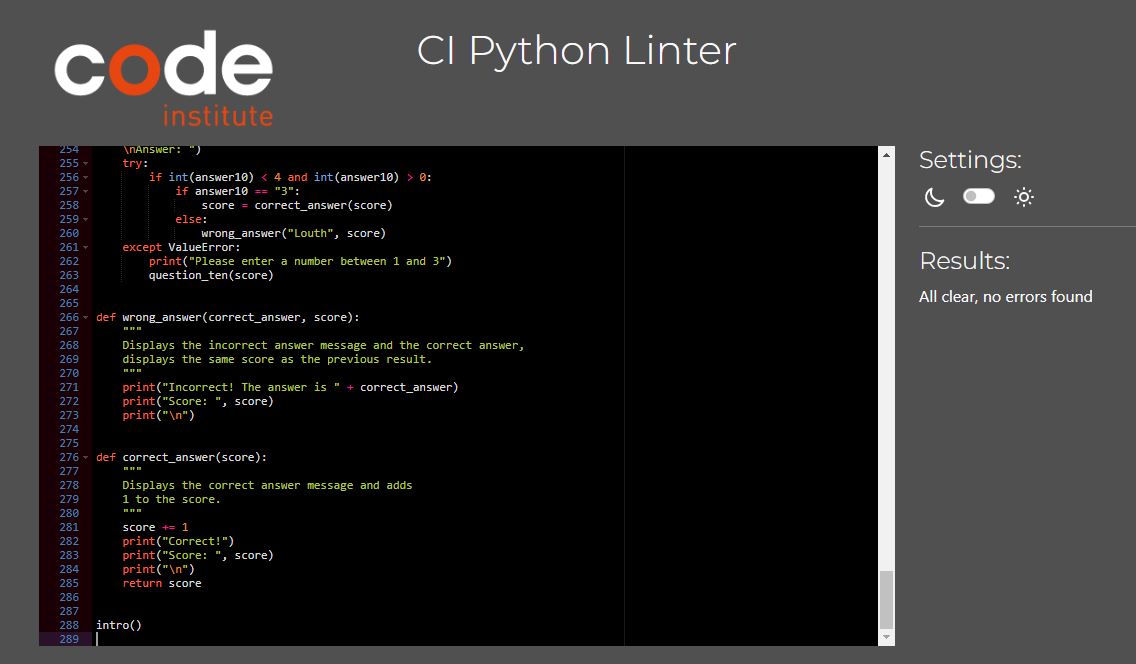 code
institute
CI Python Linter
254 \nAnswer: ")
255 try:
256 if int(answer10) < 4 and int(answer10) > 0:
257 if answer10 == "3":
258 score = correct_answer(score)
259 else:
260 wrong_answer("Louth", score)
261 except ValueError:
262 print("Please enter a number between 1 and 3")
263 question_ten(score)
264
265
266 def wrong_answer(correct_answer, score):
267 """
268 Displays the incorrect answer message and the correct answer,
269 displays the same score as the previous result.
270 """
271 print("Incorrect! The answer is " + correct_answer)
272 print("Score: ", score)
273 print("\n")
274
275
276 def correct_answer(score):
277 """
278 Displays the correct answer message and adds
279 1 to the score.
280 """
281 score += 1
282 print("Correct!")
283 print("Score: ", score)
284 print("\n")
285 return score
286
287
288 intro()
289
Settings:
Results:
All clear, no errors found